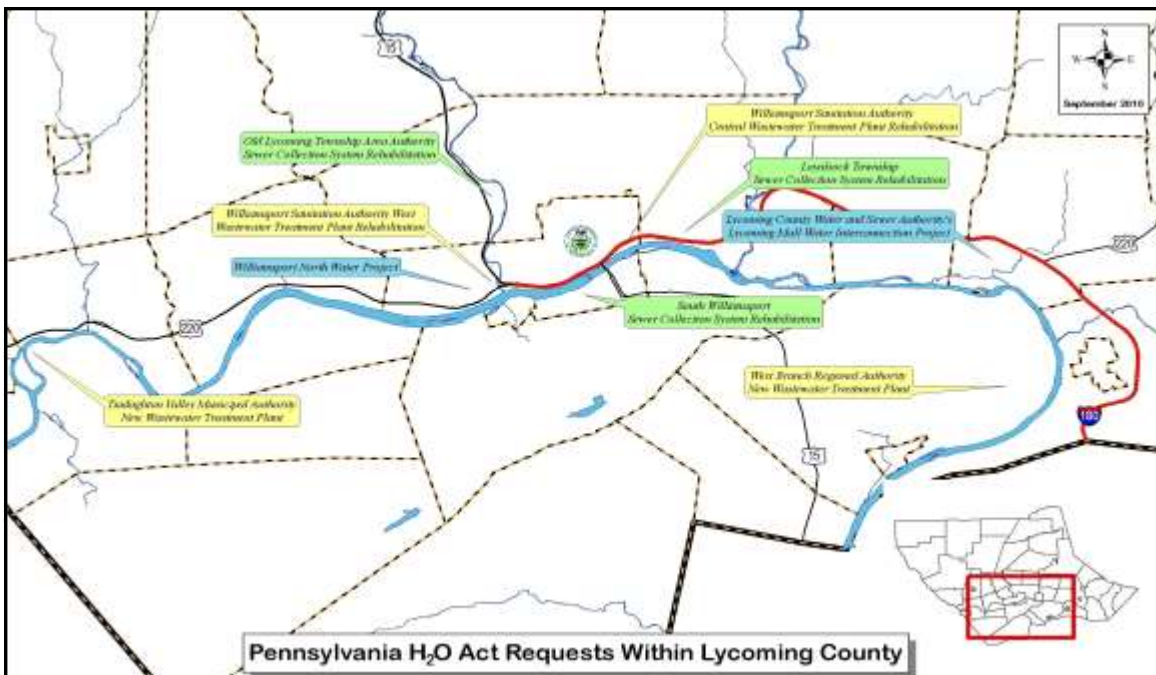 15
N
W E
S
September 2010
Williamsport Sanitation Authority
Central Wastewater Treatment Plant Rehabilitation
Old Lycoming Township Area Authority
Sewer Collection System Rehabilitation
Loyalsock Township
Sewer Collection System Rehabilitation
Williamsport Sanitation Authority West
Wastewater Treatment Plant Rehabilitation
Lycoming County Water and Sewer Authority's
Lycoming Mall Water Interconnection Project
220
Williamsport North Water Project
South Williamsport
Sewer Collection System Rehabilitation
220
West Branch Regional Authority
New Wastewater Treatment Plant
Tiadaghton Valley Municipal Authority
New Wastewater Treatment Plant
180
15
Pennsylvania H₂O Act Requests Within Lycoming County